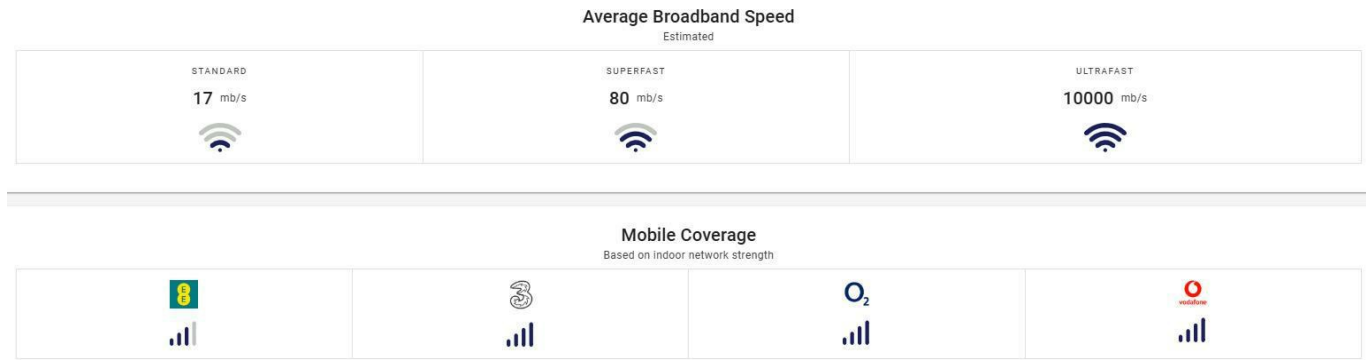 Average Broadband Speed
Estimated
STANDARD
SUPERFAST
ULTRAFAST
17 mb/s
80 mb/s
10000 mb/s
Mobile Coverage
Based on indoor network strength
E
E
3
O2
vodafone